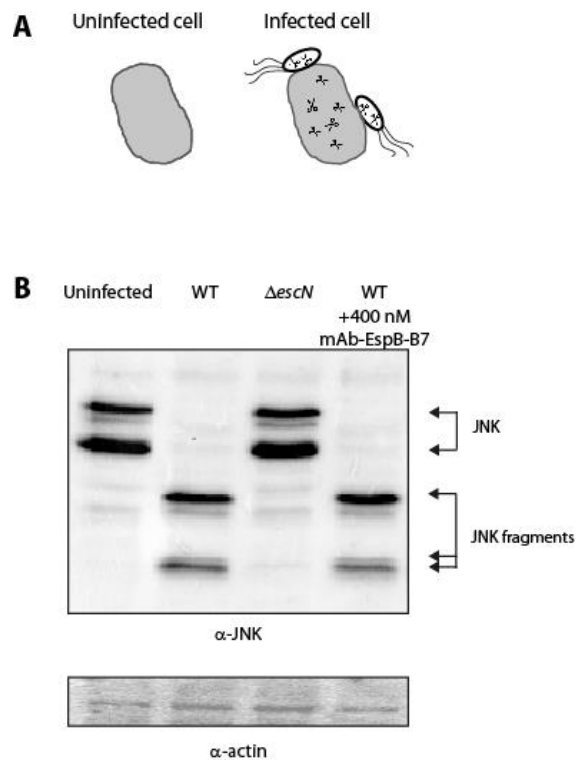 A
Uninfected cell
Infected cell
B
Uninfected
WT
ΔescN
WT
+400 nM
mAb-EspB-B7
JNK
JNK fragments
α-JNK
α-actin